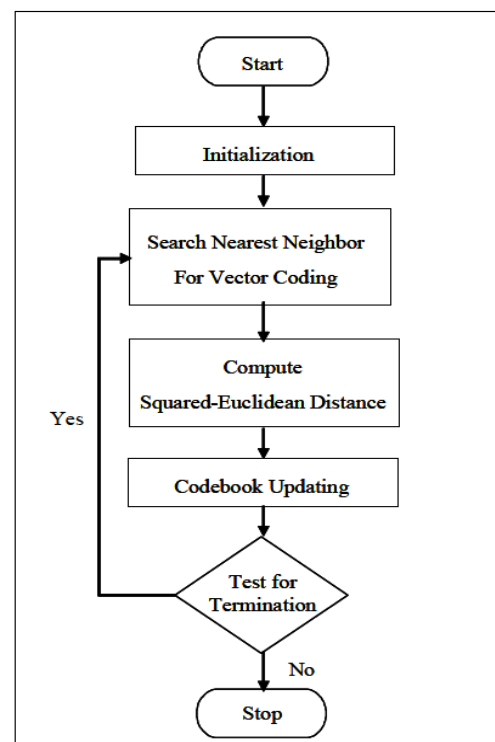 Start
Initialization
Search Nearest Neighbor
For Vector Coding
Compute
Squared-Euclidean Distance
Yes
Codebook Updating
Test for
Termination
No
Stop